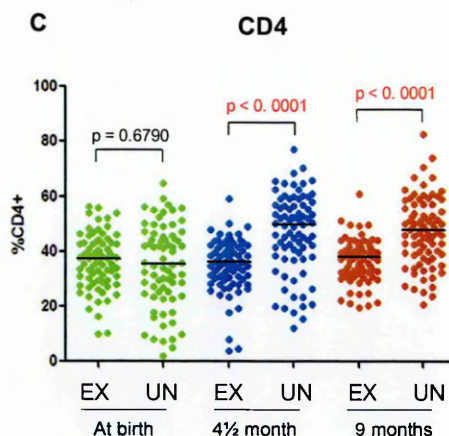 C CD4
100
p < 0. 0001 p < 0. 0001
80
p = 0.6790
60
%CD4+
40
20
0
EX UN EX UN EX UN
At birth 4½ month 9 months